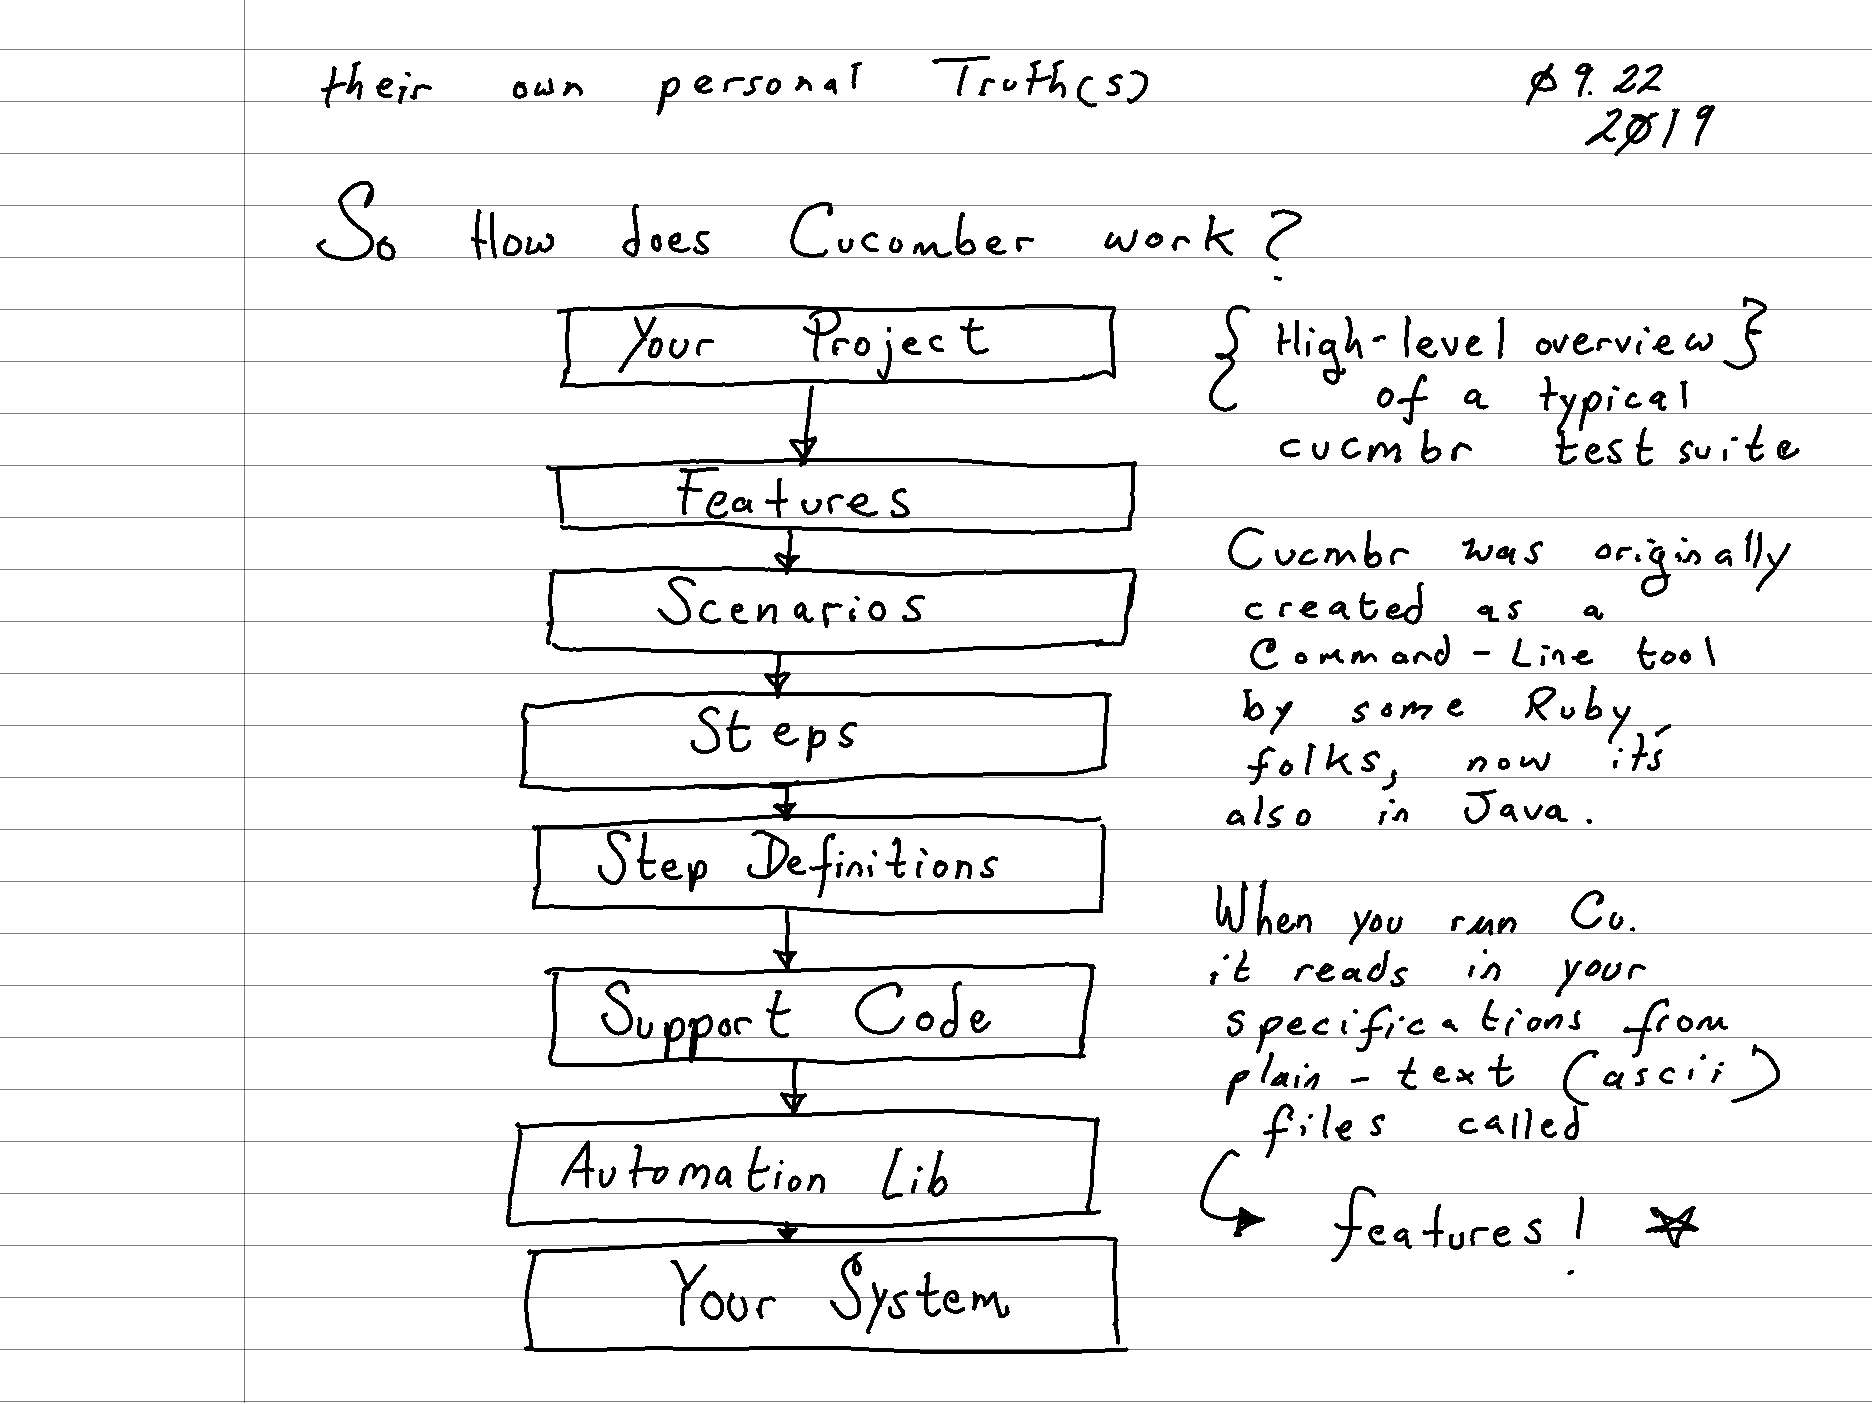 their own personal Truth(s)
Ø9.22
2Ø19
So How does Cucumber work?
Your Project
Features
Scenarios
Steps
Step Definitions
Support Code
Automation Lib
Your System
{ High-level overview }
of a typical
cucmbr test suite
Cucmbr was originally
created as a
Command-Line tool
by some Ruby
folks, now it's
also in Java.
When you run Cu.
it reads in your
specifications from
plain-text (ascii)
files called
features!